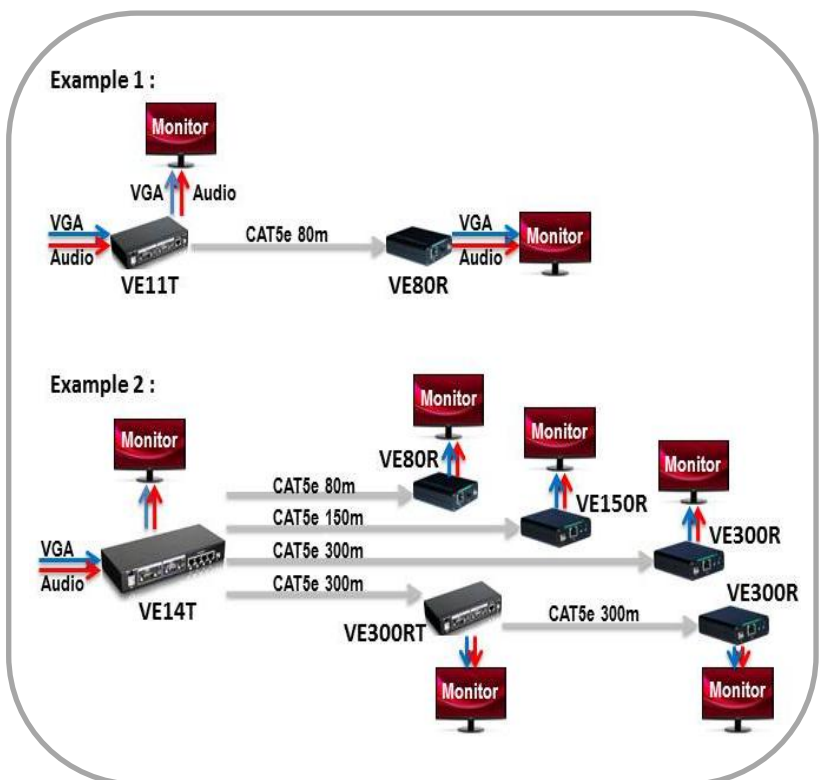 Example 1 :
Monitor
VGA Audio
VGA
Audio
VE11T
CAT5e 80m
VE80R
VGA
Audio
Monitor
Example 2 :
Monitor
VGA
Audio
VE14T
CAT5e 80m
VE80R
Monitor
CAT5e 150m
VE150R
Monitor
CAT5e 300m
VE300R
Monitor
CAT5e 300m
VE300RT
Monitor
CAT5e 300m
VE300R
Monitor